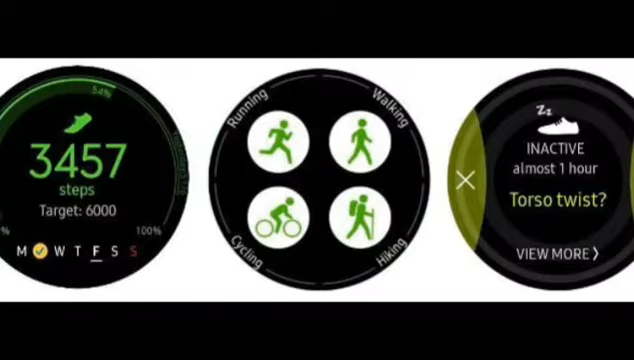 54%
3457
steps
Target: 6000
100%
M W T F S S
Running
Walking
Cycling
Hiking
Zz
INACTIVE
almost 1 hour
Torso twist?
VIEW MORE >